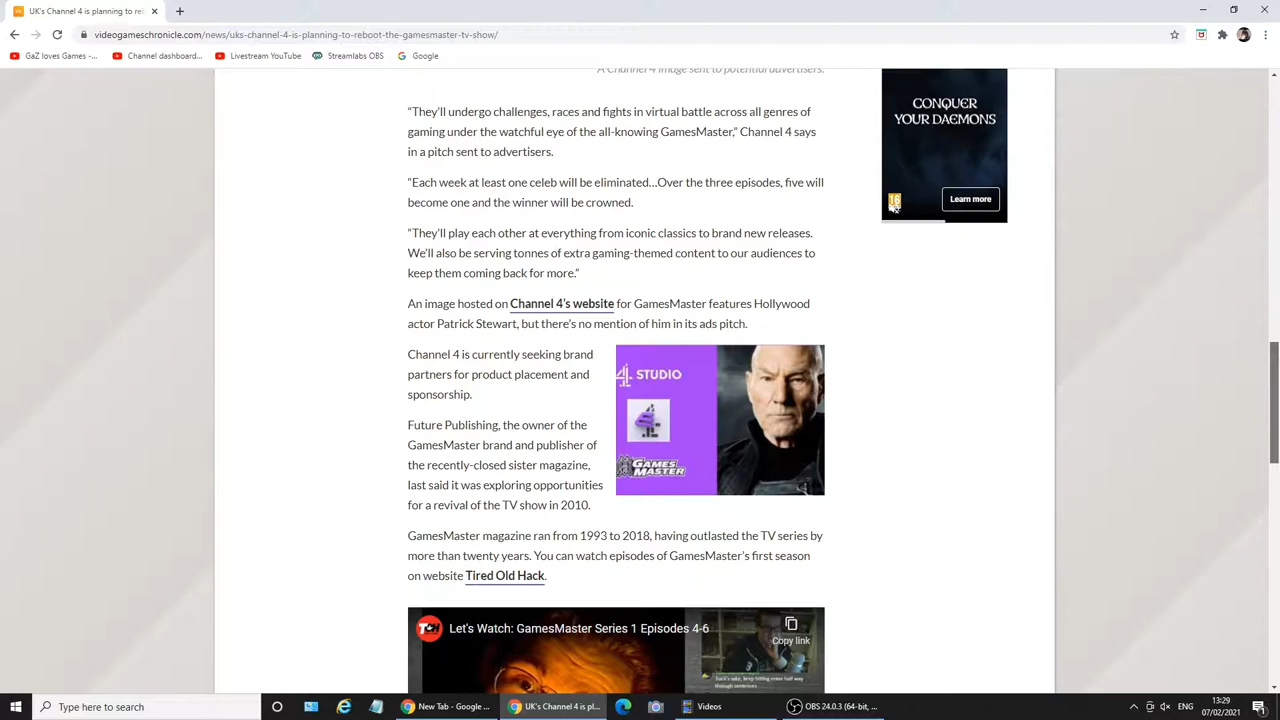 UK's Channel 4 is planning to re
videogameschronicle.com/news/uks-channel-4-is-planning-to-reboot-the-gamesmaster-tv-show/
GaZ loves Games -...
Channel dashboard...
Livestream YouTube
Streamlabs OBS
Google
A Channel 4 image sent to potential advertisers.
“They’ll undergo challenges, races and fights in virtual battle across all genres of
gaming under the watchful eye of the all-knowing GamesMaster,” Channel 4 says
in a pitch sent to advertisers.
“Each week at least one celeb will be eliminated…Over the three episodes, five will
become one and the winner will be crowned.
“They’ll play each other at everything from iconic classics to brand new releases.
We’ll also be serving tonnes of extra gaming-themed content to our audiences to
keep them coming back for more.”
An image hosted on Channel 4’s website for GamesMaster features Hollywood
actor Patrick Stewart, but there’s no mention of him in its ads pitch.
Channel 4 is currently seeking brand
partners for product placement and
sponsorship.
Future Publishing, the owner of the
GamesMaster brand and publisher of
the recently-closed sister magazine,
last said it was exploring opportunities
for a revival of the TV show in 2010.
4 STUDIO
GAMES
MASTER
GamesMaster magazine ran from 1993 to 2018, having outlasted the TV series by
more than twenty years. You can watch episodes of GamesMaster’s first season
on website Tired Old Hack.
TCH
Let's Watch: GamesMaster Series 1 Episodes 4-6
Copy link
Fuck's sake, keep hitting enter half way
through sentences
CONQUER
YOUR DAEMONS
16
Learn more
Type here to search
New Tab - Google ...
UK's Channel 4 is pl...
Videos
OBS 24.0.3 (64-bit, ...
ENG
13:29
07/02/2021